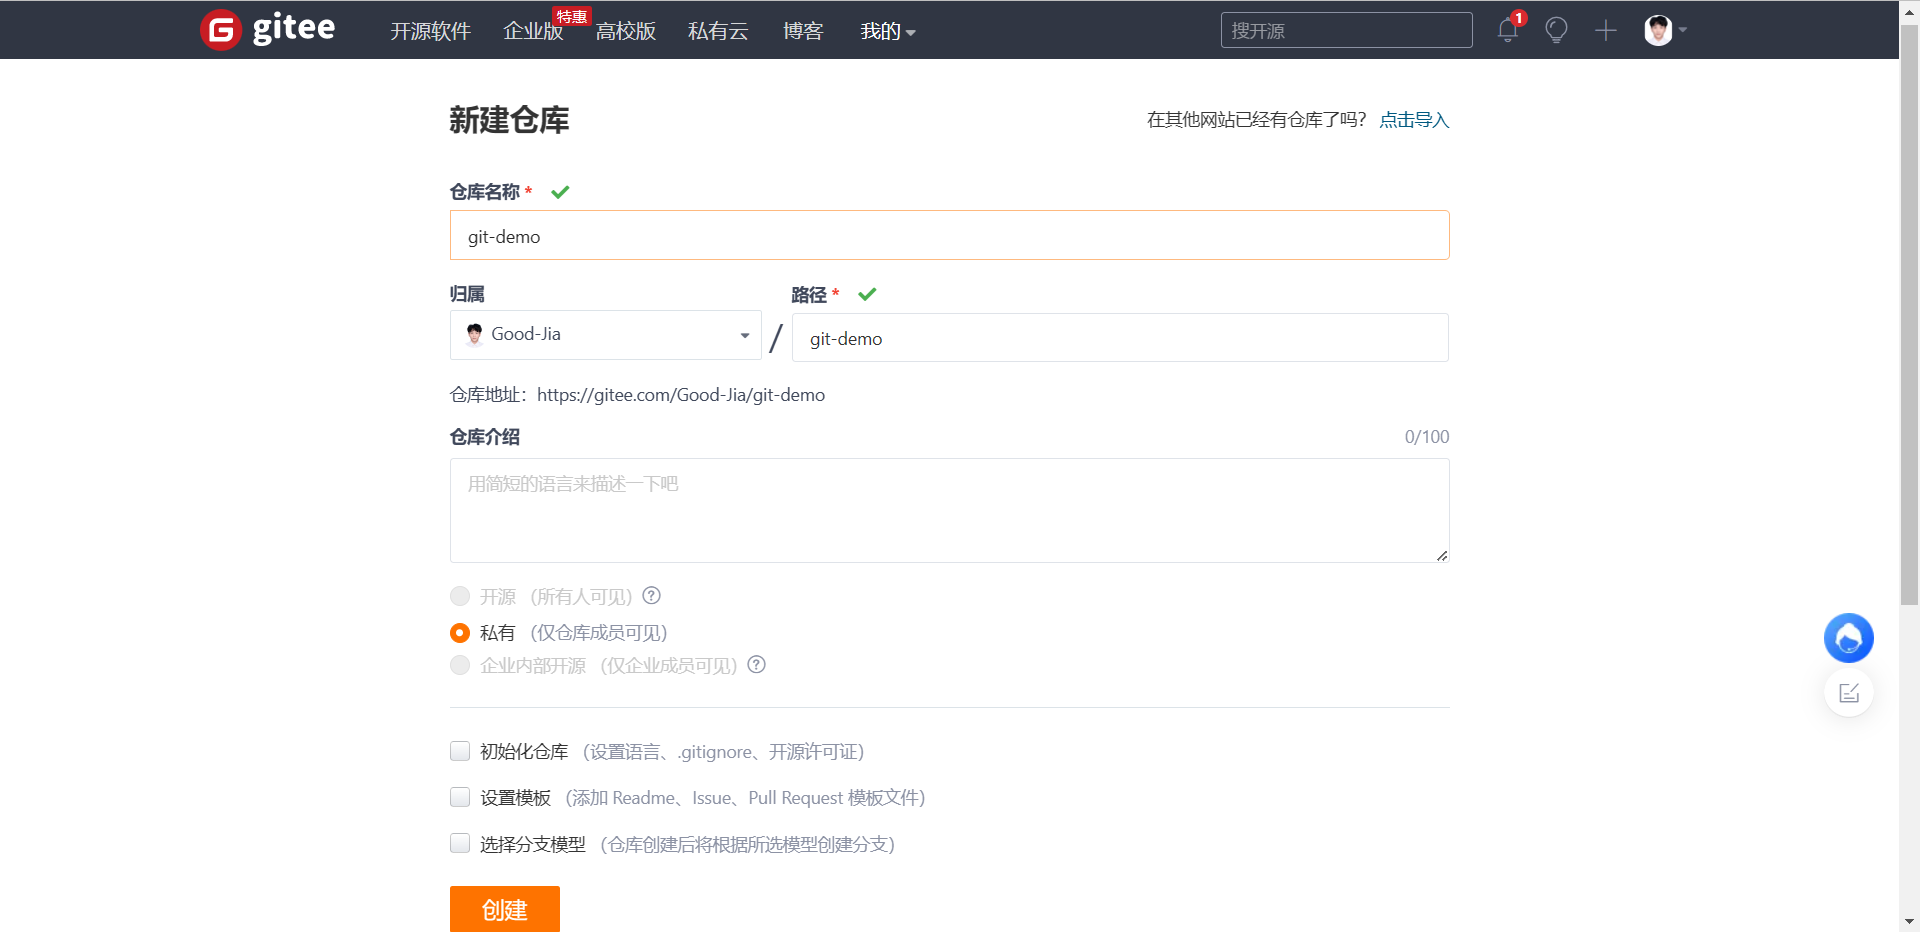 gitee 开源软件 企业版 特惠 高校版 私有云 博客 我的 搜开源 1
新建仓库 在其他网站已经有仓库了吗？ 点击导入
仓库名称 *
git-demo
归属 路径 *
Good-Jia / git-demo
仓库地址：https://gitee.com/Good-Jia/git-demo
仓库介绍 0/100
用简短的语言来描述一下吧
开源 （所有人可见） ?
私有 （仅仓库成员可见）
企业内部开源 （仅企业成员可见） ?
初始化仓库 （设置语言、.gitignore、开源许可证）
设置模板 （添加 Readme、Issue、Pull Request 模板文件）
选择分支模型 （仓库创建后将根据所选模型创建分支）
创建